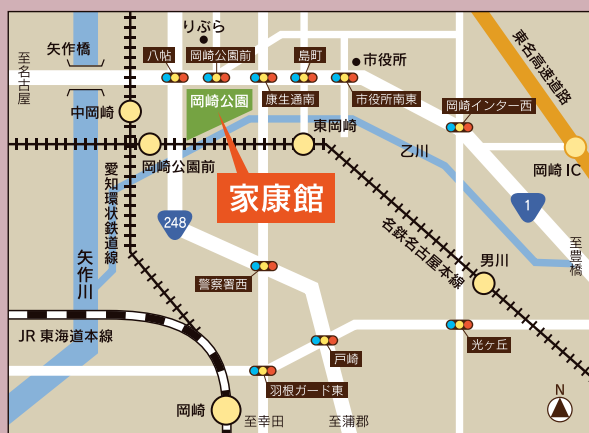 りぶら
矢作橋
八帖
岡崎公園前
島町
市役所
至名古屋
東名高速道路
岡崎公園
康生通南
市役所南東
岡崎インター西
中岡崎
東岡崎
乙川
岡崎公園前
岡崎IC
愛知環状鉄道線
家康館
1
248
名鉄名古屋本線
至豊橋
矢作川
警察署西
男川
JR東海道本線
戸崎
光ヶ丘
羽根ガード東
N
岡崎
至幸田
至蒲郡